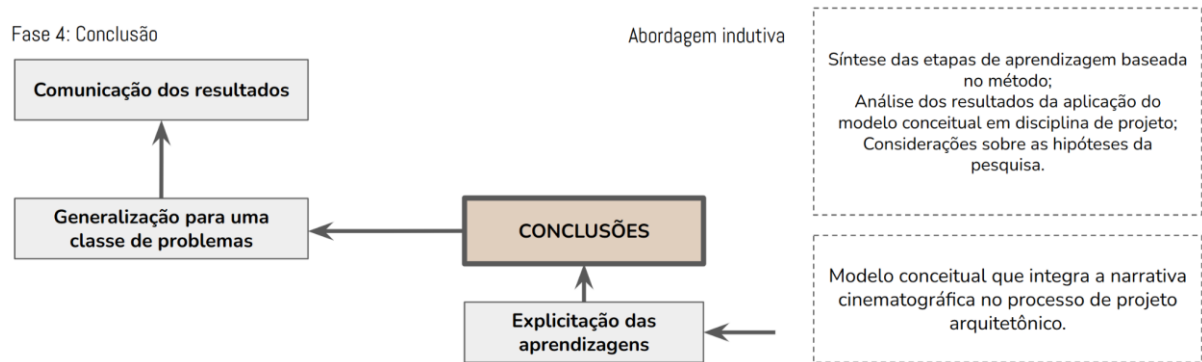 Fase 4: Conclusão
Abordagem indutiva
Comunicação dos resultados
Generalização para uma
classe de problemas
CONCLUSÕES
Explicitação das
aprendizagens
Síntese das etapas de aprendizagem baseada
no método;
Análise dos resultados da aplicação do
modelo conceitual em disciplina de projeto;
Considerações sobre as hipóteses da
pesquisa.
Modelo conceitual que integra a narrativa
cinematográfica no processo de projeto
arquitetônico.